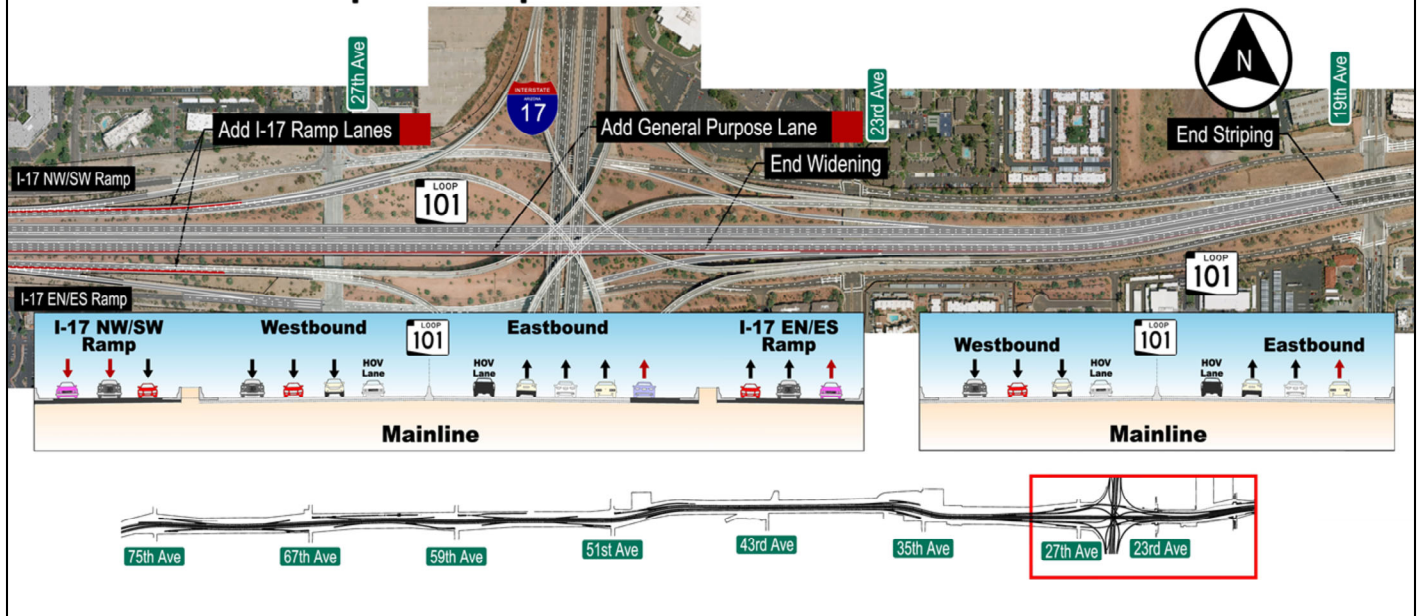 27th Ave
INTERSTATE
ARIZONA
17
23rd Ave
N
19th Ave
Add I-17 Ramp Lanes
Add General Purpose Lane
End Striping
End Widening
I-17 NW/SW Ramp
LOOP
101
LOOP
101
I-17 EN/ES Ramp
I-17 NW/SW
Ramp
Westbound
LOOP
101
Eastbound
I-17 EN/ES
Ramp
HOV
Lane
HOV
Lane
Mainline
Westbound
LOOP
101
Eastbound
HOV
Lane
HOV
Lane
Mainline
75th Ave
67th Ave
59th Ave
51st Ave
43rd Ave
35th Ave
27th Ave
23rd Ave